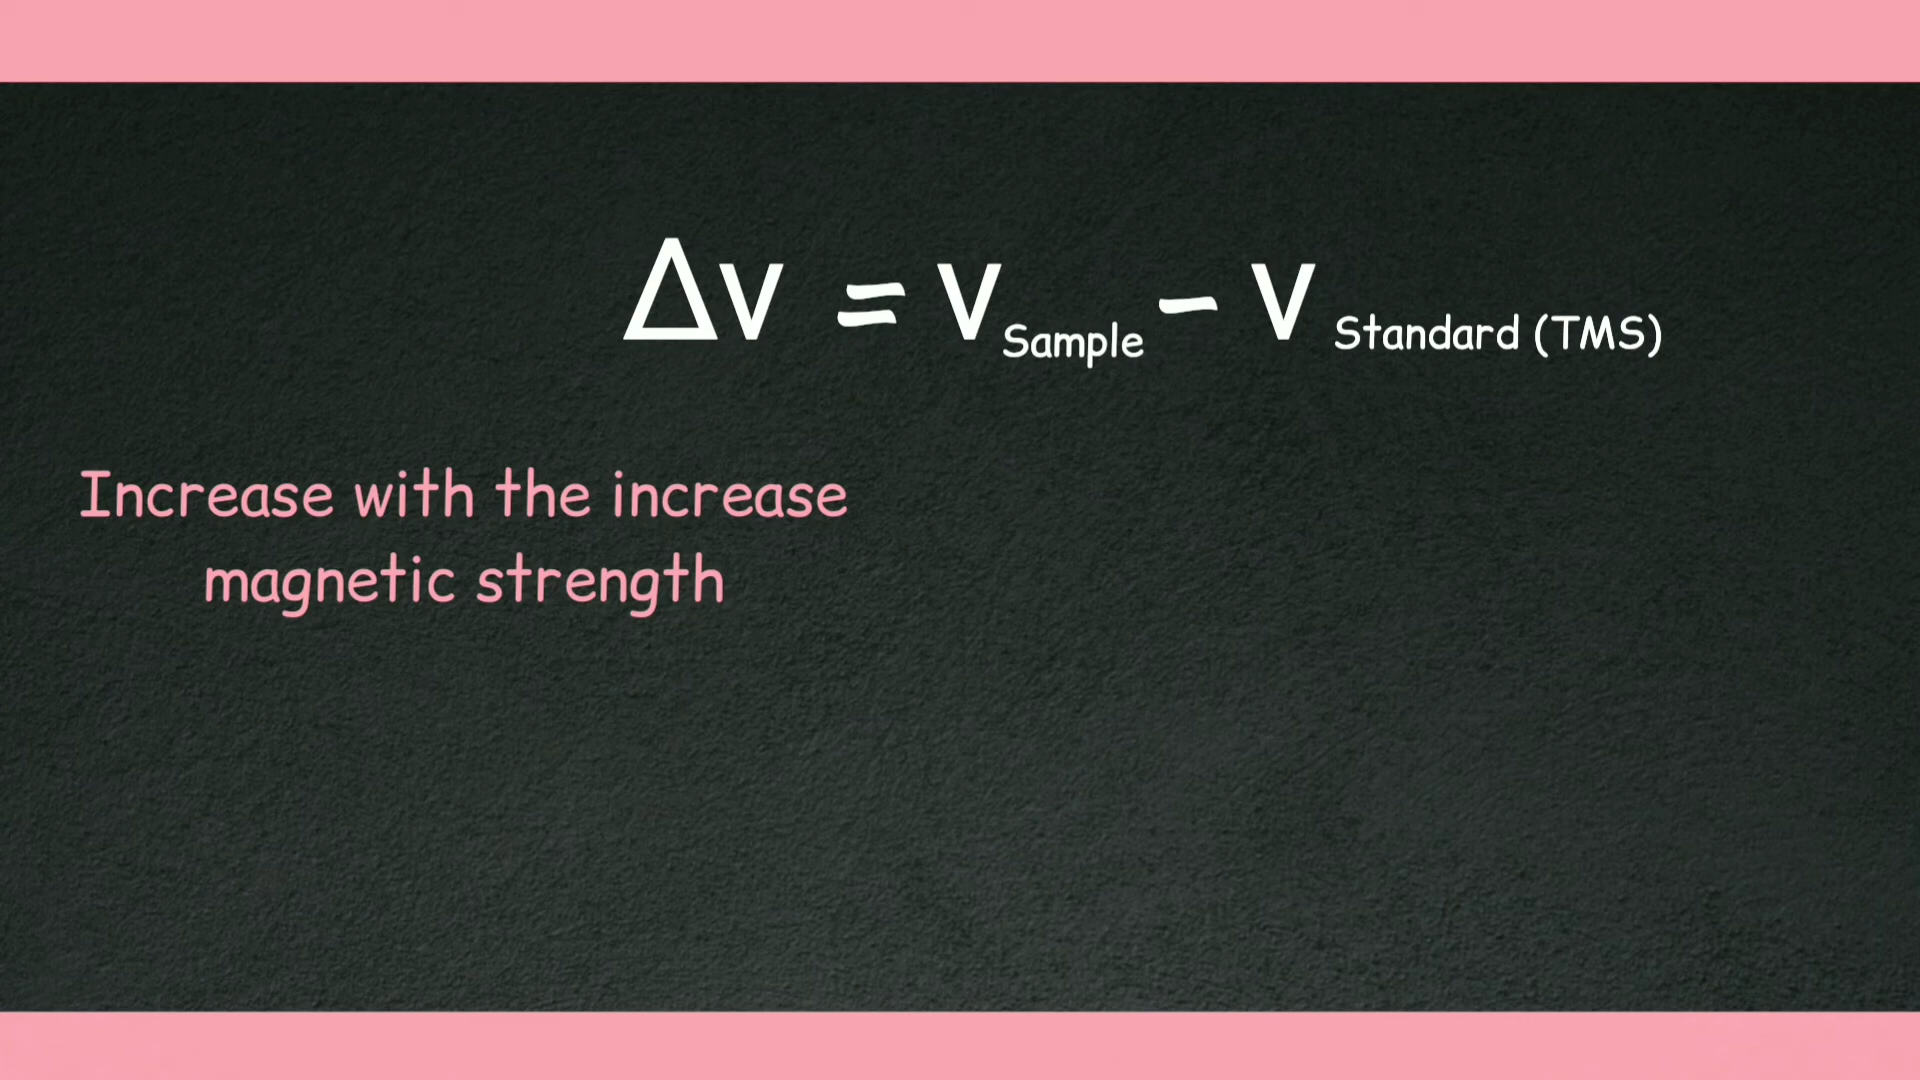 Δv = v Sample – v Standard (TMS)
Increase with the increase
magnetic strength